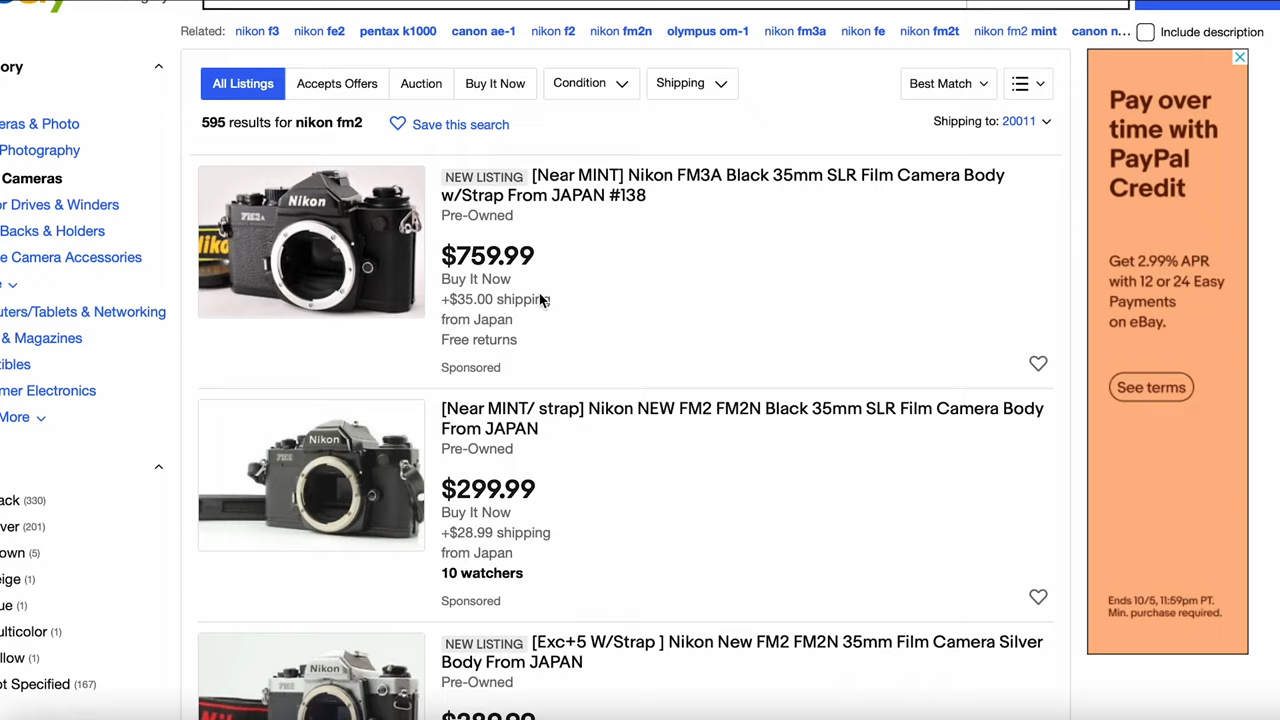 Related: nikon f3 nikon fe2 pentax k1000 canon ae-1 nikon f2 nikon fm2n olympus om-1 nikon fm3a nikon fe nikon fm2t nikon fm2 mint canon n… Include description
ory
eras & Photo
Photography
Cameras
or Drives & Winders
Backs & Holders
e Camera Accessories
e
uters/Tablets & Networking
& Magazines
tibles
mer Electronics
More
ack (330)
ver (201)
own (5)
eige (1)
ue (1)
ulticolor (1)
llow (1)
ot Specified (167)
All Listings Accepts Offers Auction Buy It Now Condition Shipping Best Match
595 results for nikon fm2 Save this search Shipping to: 20011
NEW LISTING [Near MINT] Nikon FM3A Black 35mm SLR Film Camera Body
w/Strap From JAPAN #138
Pre-Owned
$759.99
Buy It Now
+$35.00 shipping
from Japan
Free returns
Sponsored
Nikon
FM3A
[Near MINT/ strap] Nikon NEW FM2 FM2N Black 35mm SLR Film Camera Body
From JAPAN
Pre-Owned
$299.99
Buy It Now
+$28.99 shipping
from Japan
10 watchers
Sponsored
Nikon
FM2
NEW LISTING [Exc+5 W/Strap ] Nikon New FM2 FM2N 35mm Film Camera Silver
Body From JAPAN
Pre-Owned
Nikon
Pay over
time with
PayPal
Credit
Get 2.99% APR
with 12 or 24 Easy
Payments
on eBay.
See terms
Ends 10/5, 11:59pm PT.
Min. purchase required.